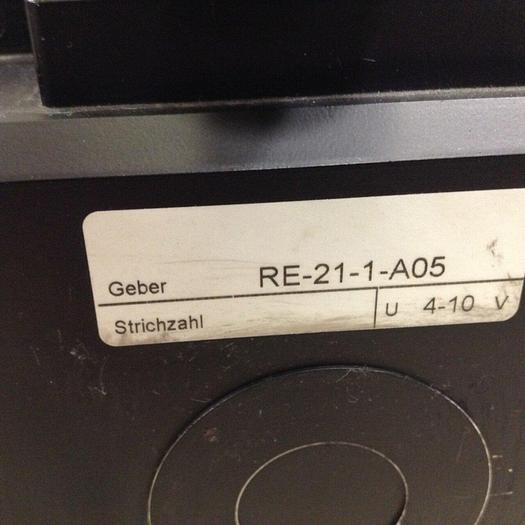 Geber RE-21-1-A05
Strichzahl U 4-10 V